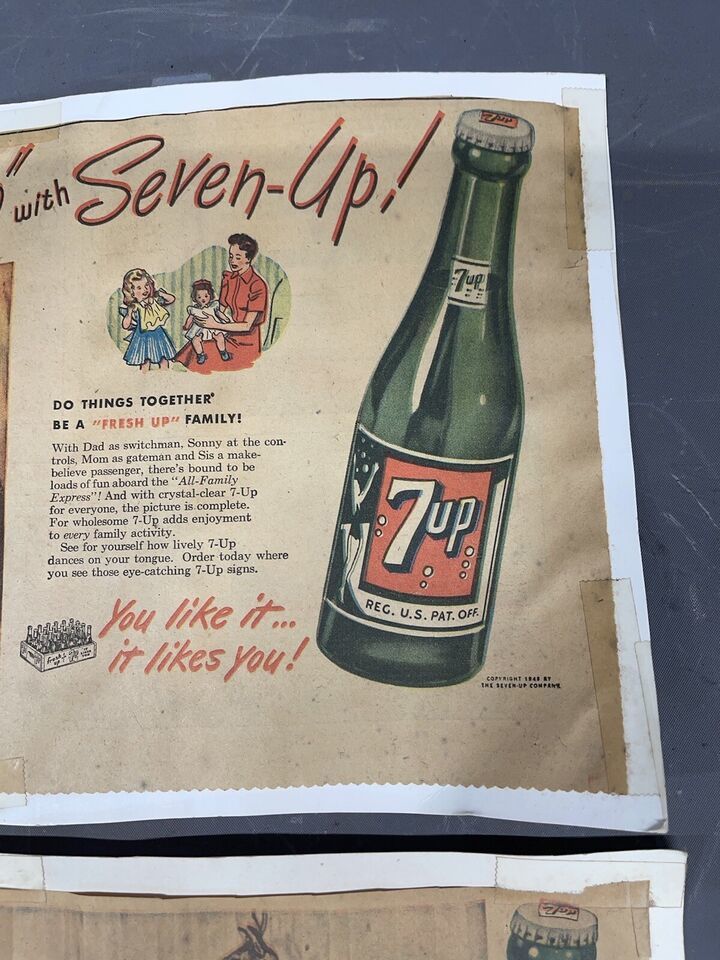 " with Seven-Up!
7up
DO THINGS TOGETHER
BE A "FRESH UP" FAMILY!
With Dad as switchman, Sonny at the con-
trols, Mom as gateman and Sis a make-
believe passenger, there's bound to be
loads of fun aboard the "All-Family
Express"! And with crystal-clear 7-Up
for everyone, the picture is complete.
For wholesome 7-Up adds enjoyment
to every family activity.
See for yourself how lively 7-Up
dances on your tongue. Order today where
you see those eye-catching 7-Up signs.
7up
REG. U.S. PAT. OFF.
You like it...
it likes you!
COPYRIGHT 1948 BY
THE SEVEN-UP COMPANY